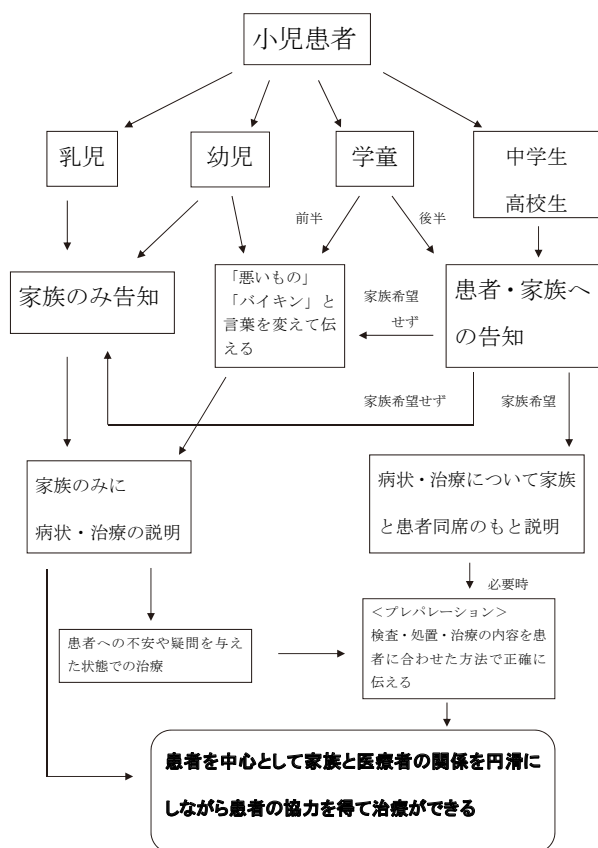 小児患者
乳児
幼児
学童
中学生
高校生
前半
後半
家族のみ告知
「悪いもの」
「バイキン」と
言葉を変えて伝
える
家族希望
せず
患者・家族へ
の告知
家族希望せず
家族希望
家族のみに
病状・治療の説明
病状・治療について家族
と患者同席のもと説明
必要時
患者への不安や疑問を与え
た状態での治療
＜プレパレーション＞
検査・処置・治療の内容を患
者に合わせた方法で正確に
伝える
患者を中心として家族と医療者の関係を円滑に
しながら患者の協力を得て治療ができる